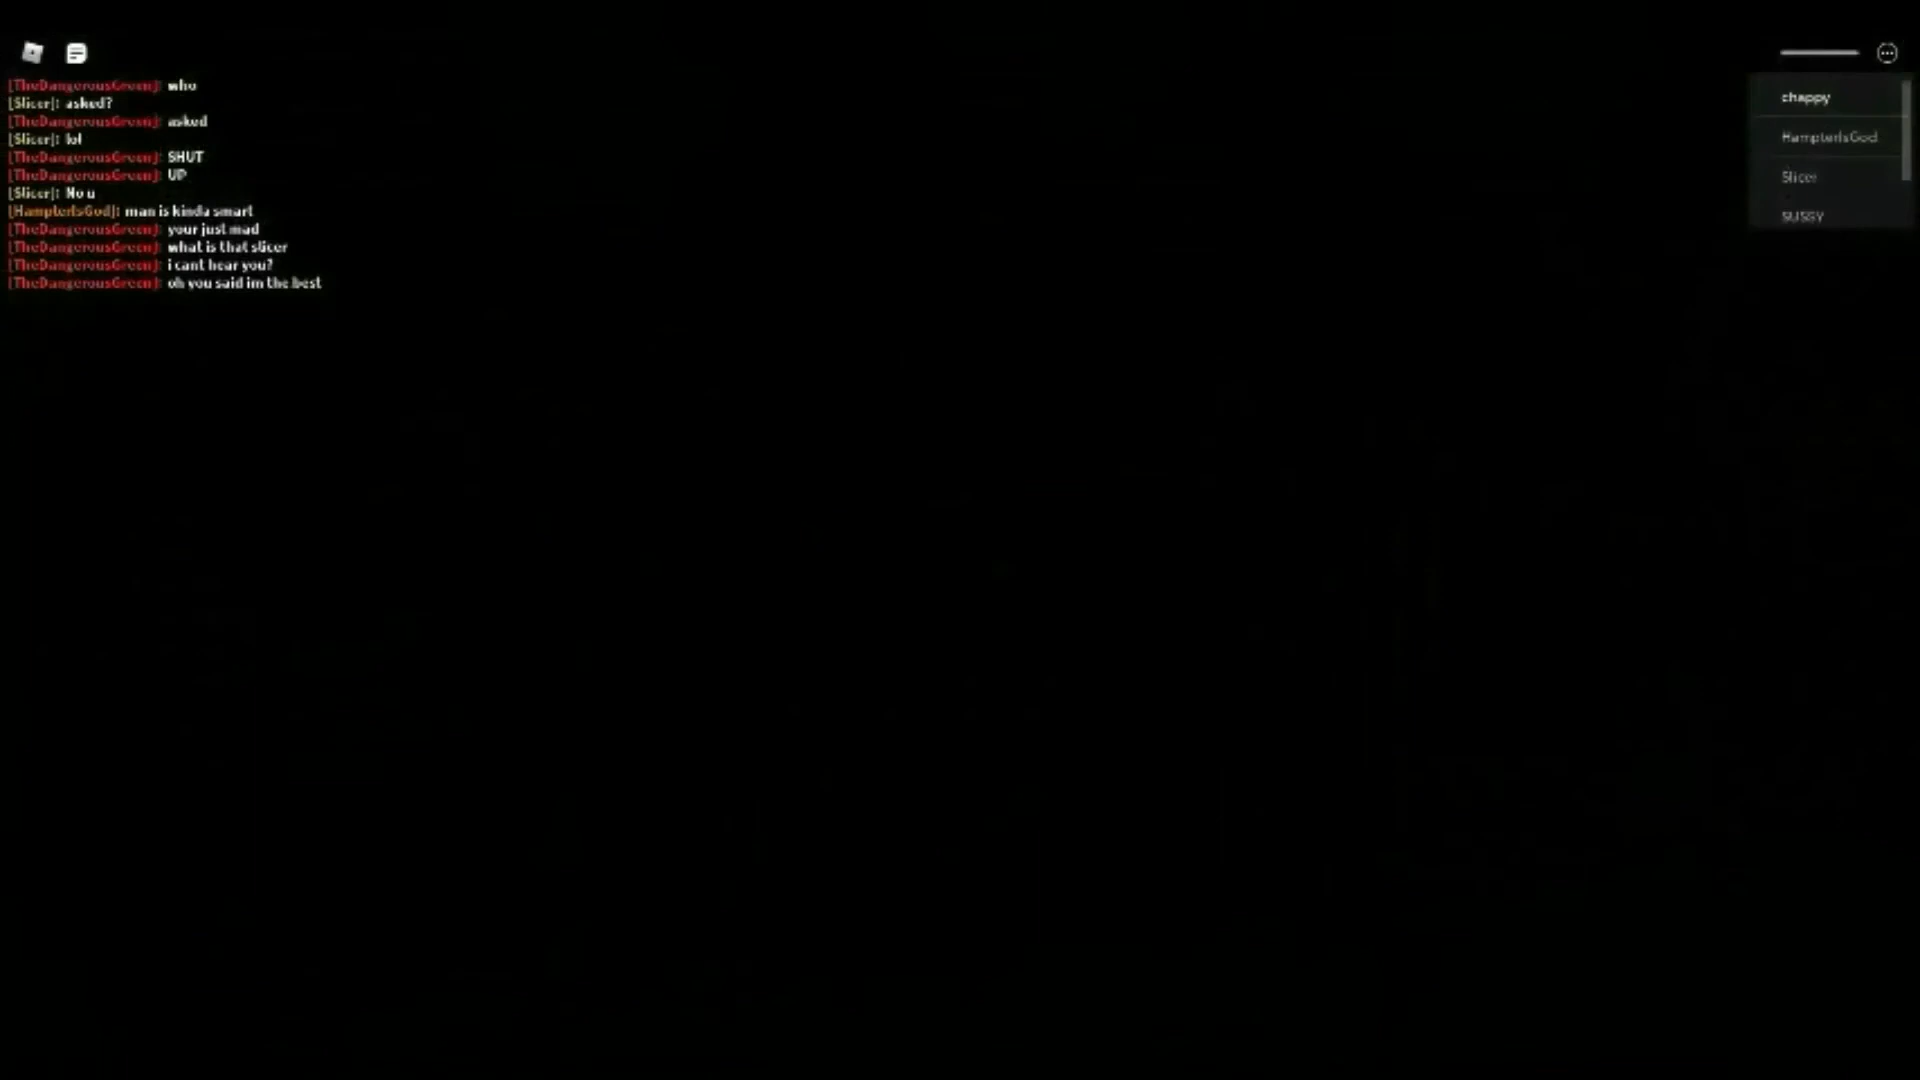 [TheDangerousGreen]: who
[Slicer]: asked?
[TheDangerousGreen]: asked
[Slicer]: lol
[TheDangerousGreen]: SHUT
[TheDangerousGreen]: UP
[Slicer]: No u
[HampterIsGod]: man is kinda smart
[TheDangerousGreen]: your just mad
[TheDangerousGreen]: what is that slicer
[TheDangerousGreen]: i cant hear you?
[TheDangerousGreen]: oh you said im the best
chappy
HampterIsGod
Slicer
SUSSY